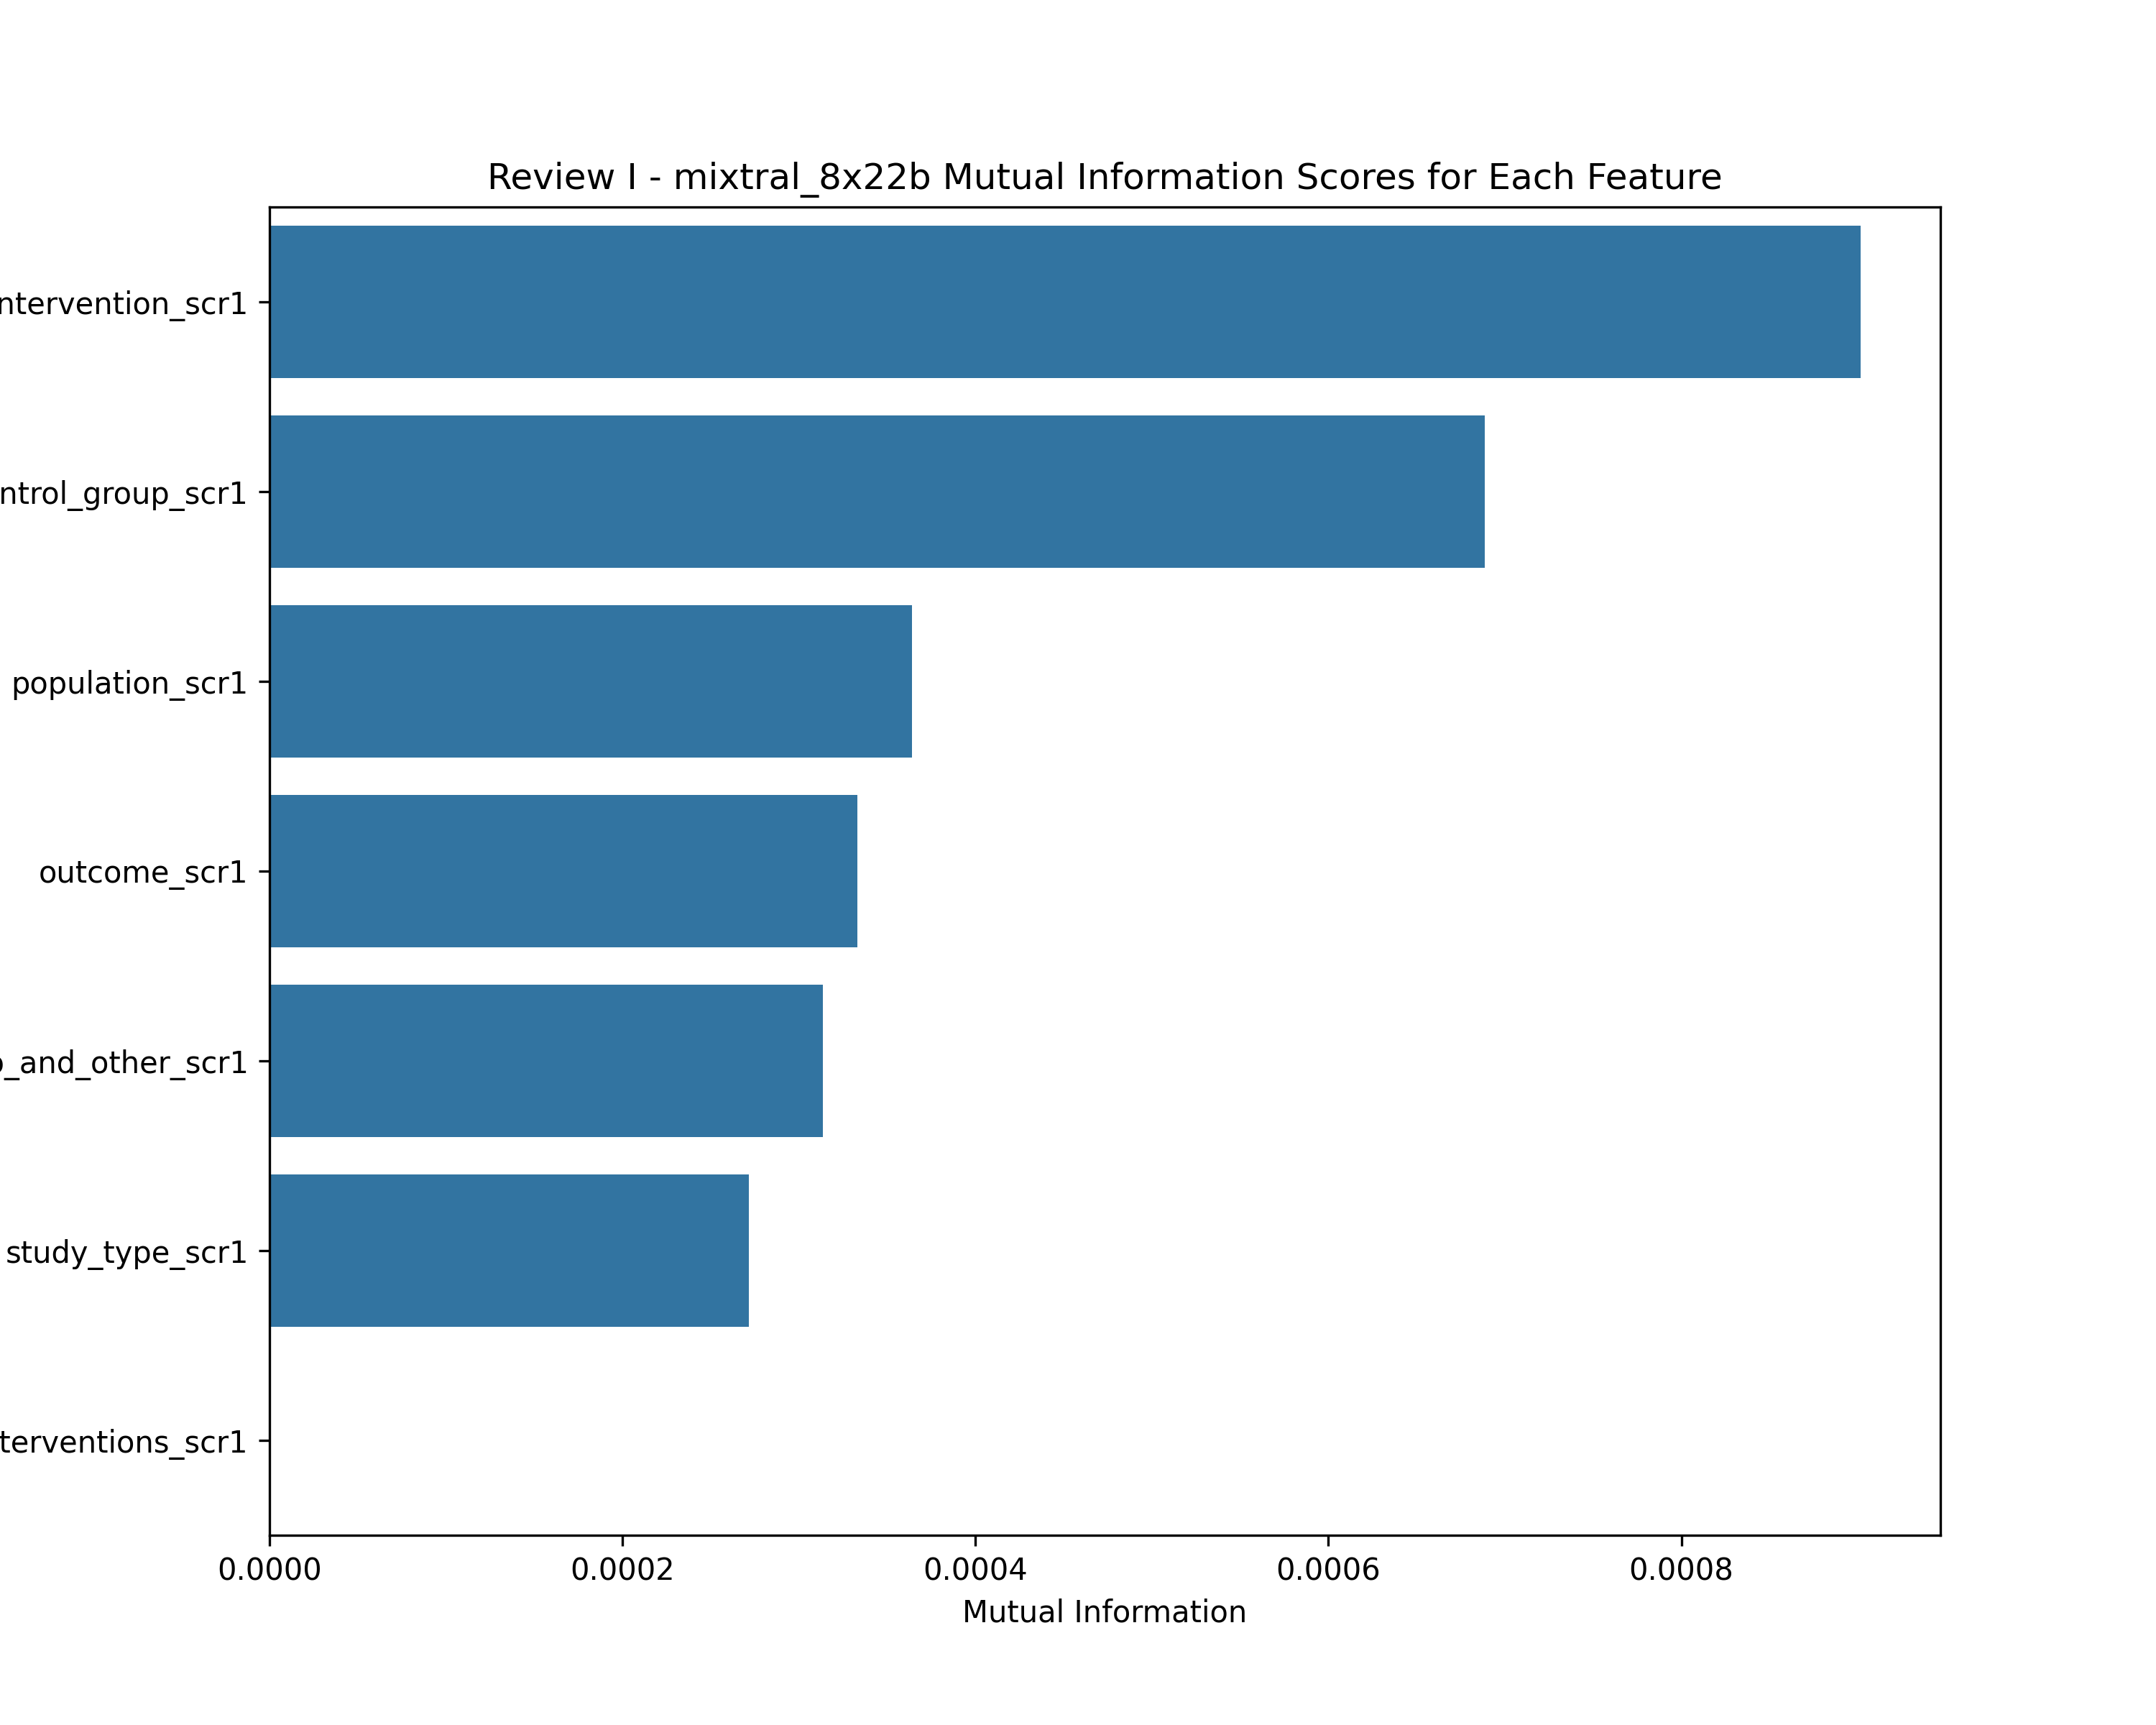 Review I - mixtral_8x22b Mutual Information Scores for Each Feature
ntervention_scr1
ntrol_group_scr1
population_scr1
outcome_scr1
_and_other_scr1
study_type_scr1
terventions_scr1
0.0000 0.0002 0.0004 0.0006 0.0008
Mutual Information